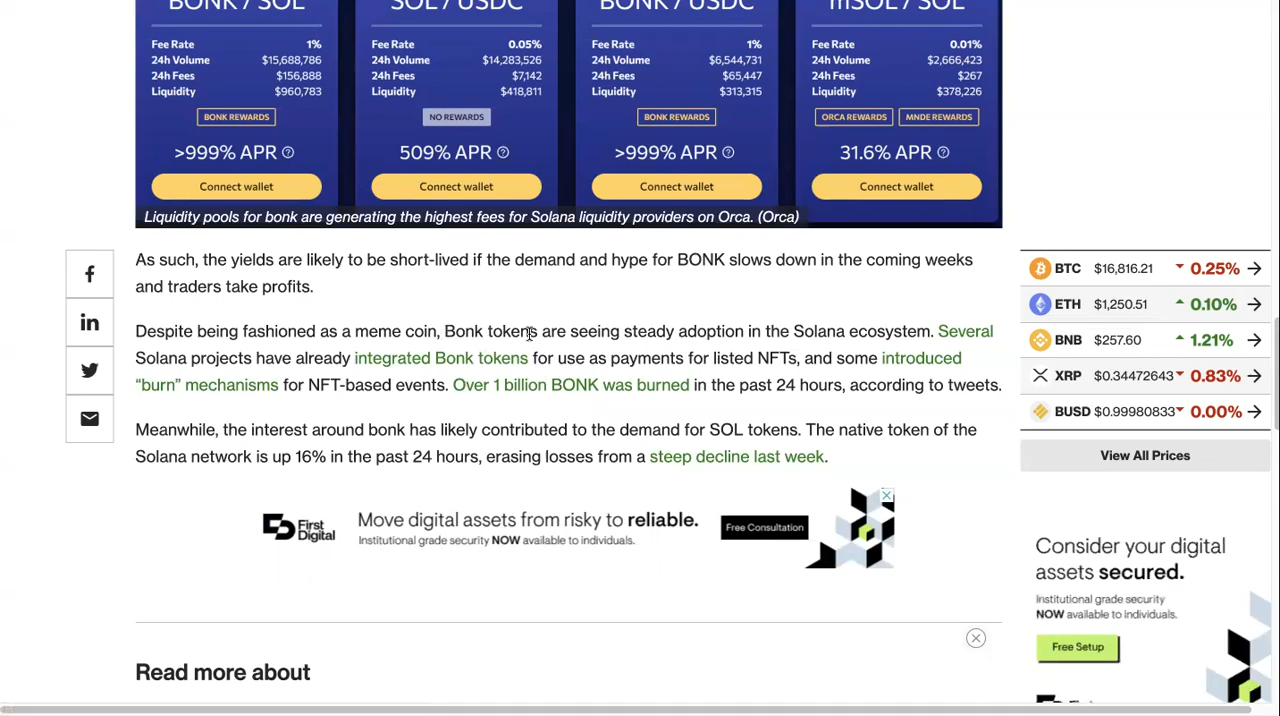 BONK / SOL
Fee Rate 1%
24h Volume $15,688,786
24h Fees $156,888
Liquidity $960,783
BONK REWARDS
>999% APR
Connect wallet
SOL / USDC
Fee Rate 0.05%
24h Volume $14,283,526
24h Fees $7,142
Liquidity $418,811
NO REWARDS
509% APR
Connect wallet
BONK / USDC
Fee Rate 1%
24h Volume $6,544,731
24h Fees $65,447
Liquidity $313,315
BONK REWARDS
>999% APR
Connect wallet
mSOL / SOL
Fee Rate 0.01%
24h Volume $2,666,423
24h Fees $267
Liquidity $378,226
ORCA REWARDS MNDE REWARDS
31.6% APR
Connect wallet
Liquidity pools for bonk are generating the highest fees for Solana liquidity providers on Orca. (Orca)
As such, the yields are likely to be short-lived if the demand and hype for BONK slows down in the coming weeks
and traders take profits.
Despite being fashioned as a meme coin, Bonk tokens are seeing steady adoption in the Solana ecosystem. Several
Solana projects have already integrated Bonk tokens for use as payments for listed NFTs, and some introduced
“burn” mechanisms for NFT-based events. Over 1 billion BONK was burned in the past 24 hours, according to tweets.
Meanwhile, the interest around bonk has likely contributed to the demand for SOL tokens. The native token of the
Solana network is up 16% in the past 24 hours, erasing losses from a steep decline last week.
First
Digital
Move digital assets from risky to reliable.
Institutional grade security NOW available to individuals.
Free Consultation
Read more about
BTC $16,816.21 0.25%
ETH $1,250.51 0.10%
BNB $257.60 1.21%
XRP $0.34472643 0.83%
BUSD $0.99980833 0.00%
View All Prices
Consider your digital
assets secured.
Institutional grade security
NOW available to individuals.
Free Setup